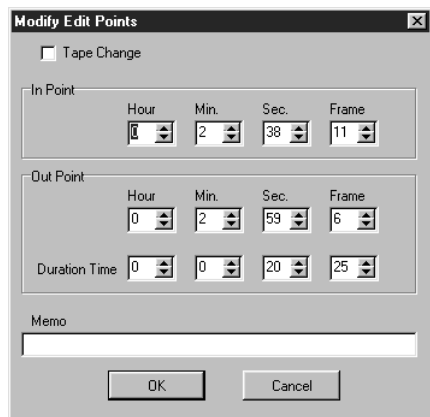 Modify Edit Points
Tape Change
In Point
Hour Min. Sec. Frame
0 2 38 11
Out Point
Hour Min. Sec. Frame
0 2 59 6
Duration Time 0 0 20 25
Memo
OK Cancel